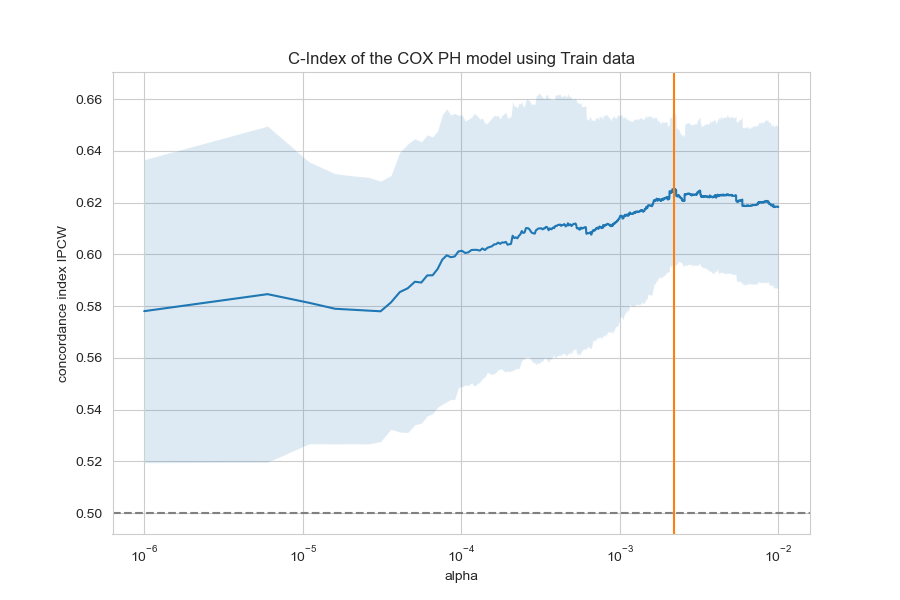 C-Index of the COX PH model using Train data
concordance index IPCW
0.66
0.64
0.62
0.60
0.58
0.56
0.54
0.52
0.50
10⁻⁶ 10⁻⁵ 10⁻⁴ 10⁻³ 10⁻²
alpha